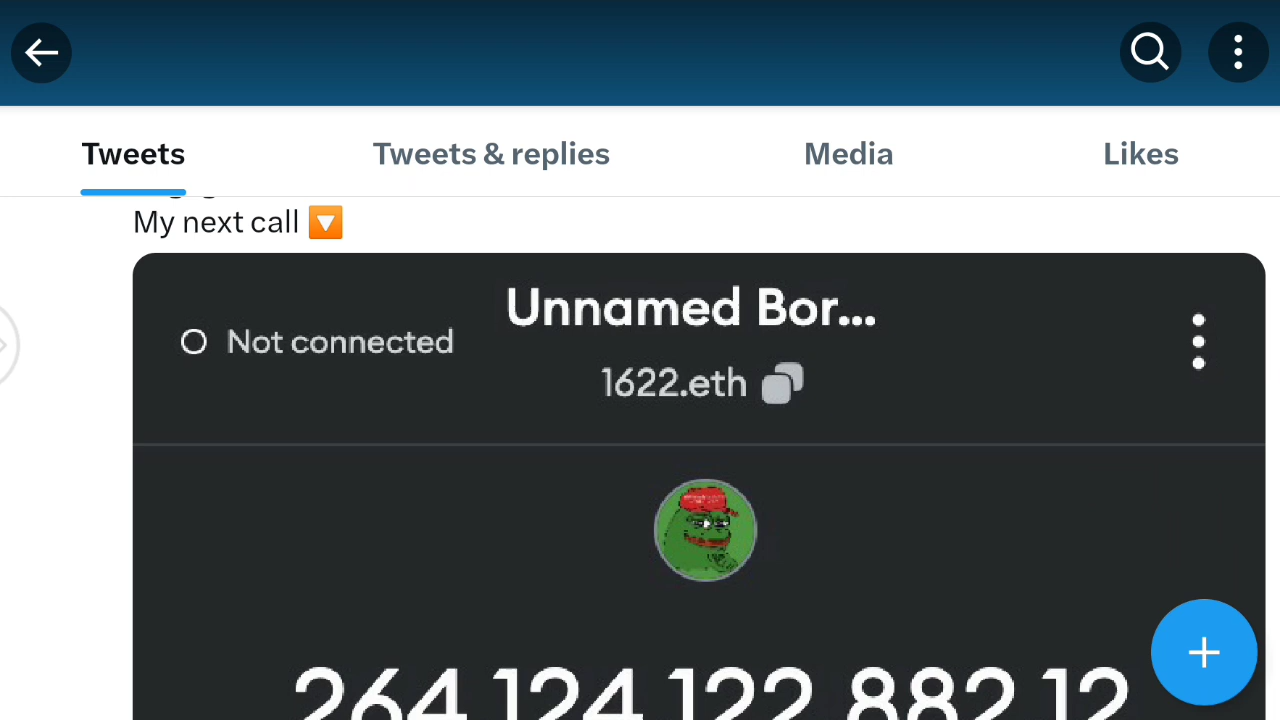 Tweets Tweets & replies Media Likes
My next call 🔽
Unnamed Bor...
Not connected
1622.eth
264,124,122,882.12